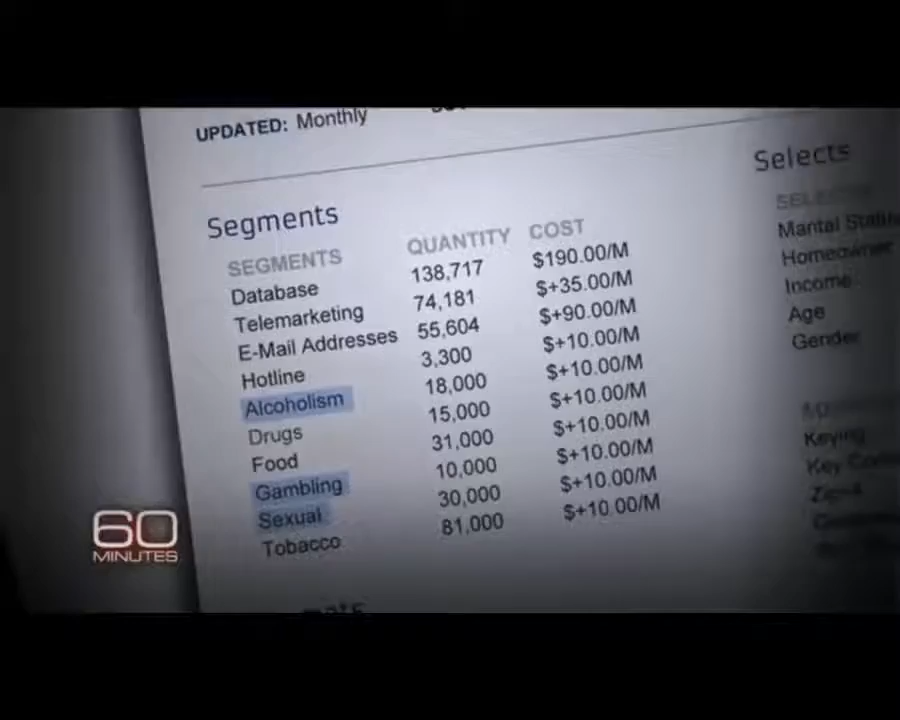 UPDATED: Monthly
Segments
SEGMENTS QUANTITY COST
Database 138,717 $190.00/M
Telemarketing 74,181 $+35.00/M
E-Mail Addresses 55,604 $+90.00/M
Hotline 3,300 $+10.00/M
Alcoholism 18,000 $+10.00/M
Drugs 15,000 $+10.00/M
Food 31,000 $+10.00/M
Gambling 10,000 $+10.00/M
Sexual 30,000 $+10.00/M
Tobacco 81,000 $+10.00/M
Selects
Marital
Homeowner
Income
Age
Gender
Keying
Key
60
MINUTES